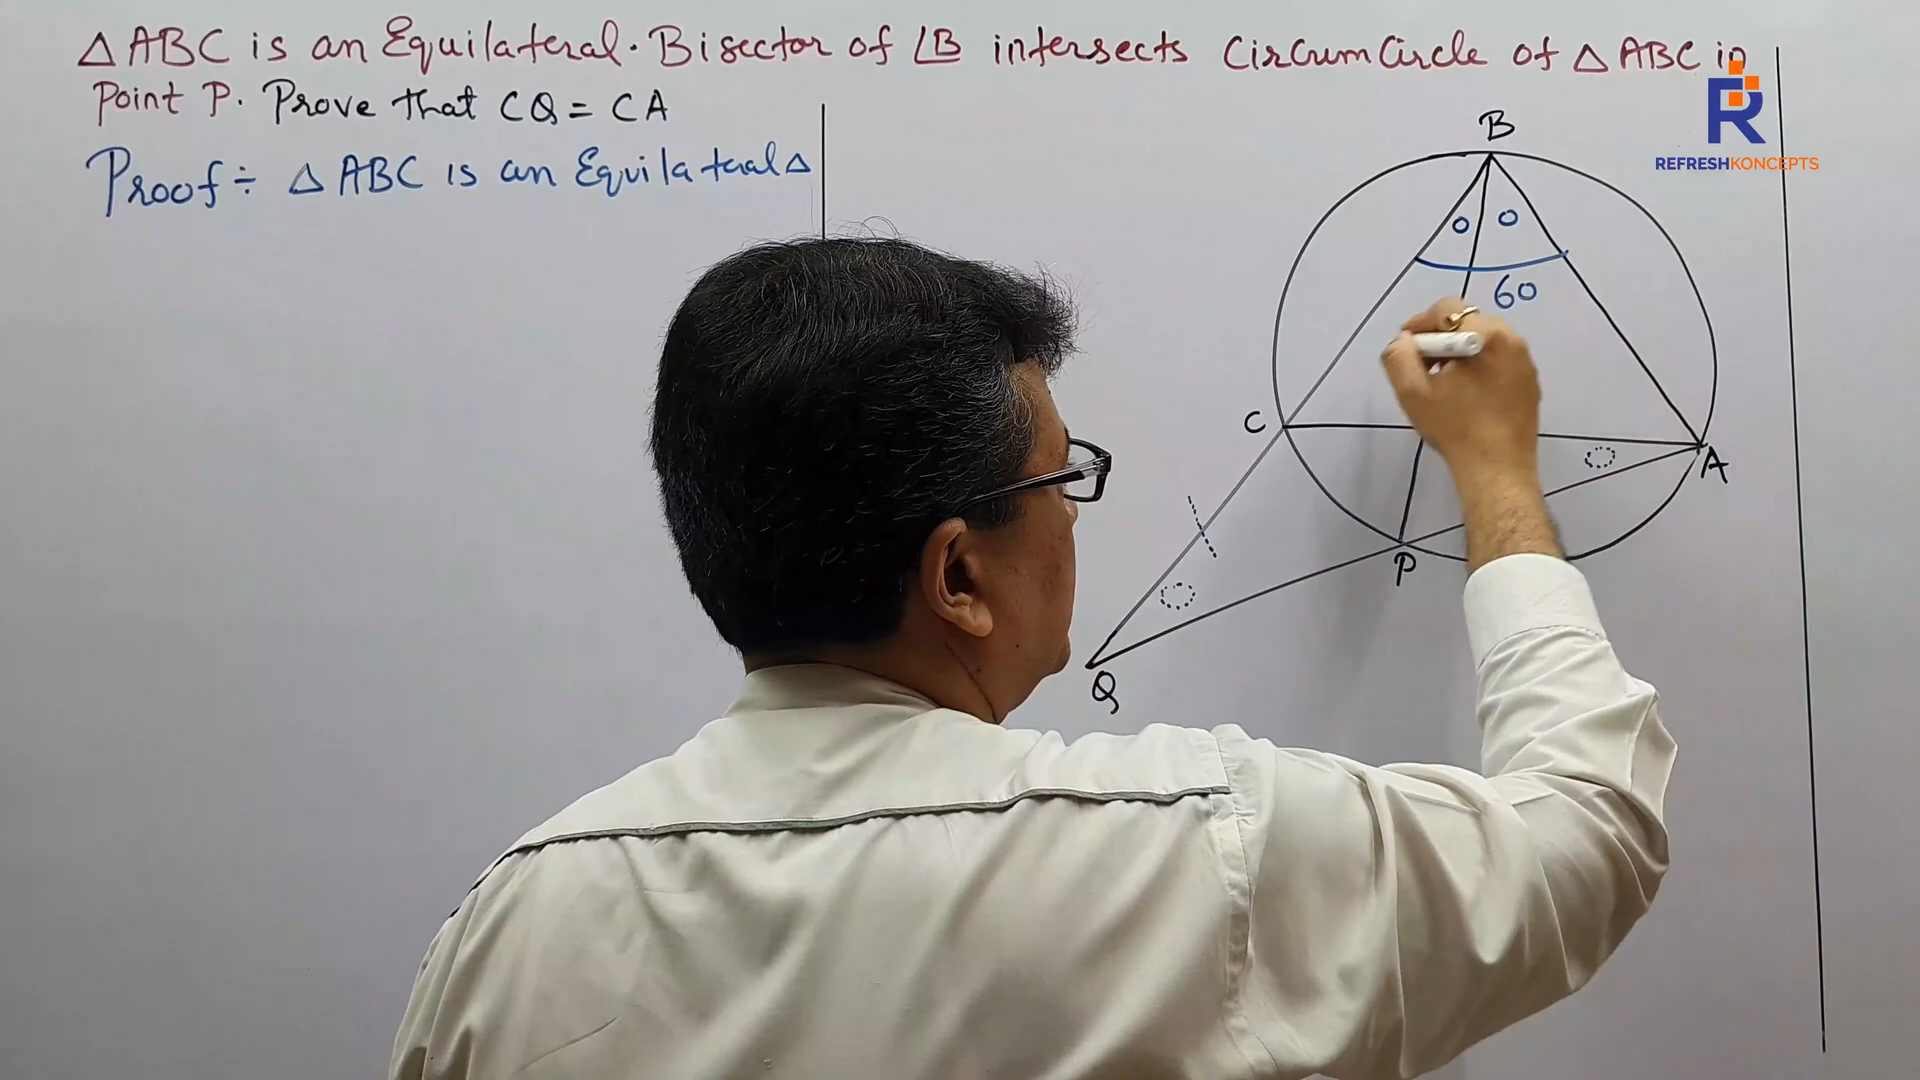 △ABC is an Equilateral. Bisector of ∠B intersects CirCumCircle of △ABC in
Point P. Prove that CQ = CA
Proof ÷ △ABC is an Equilateral△
REFRESHKONCEPTS
B
o o
60
C
A
P
Q